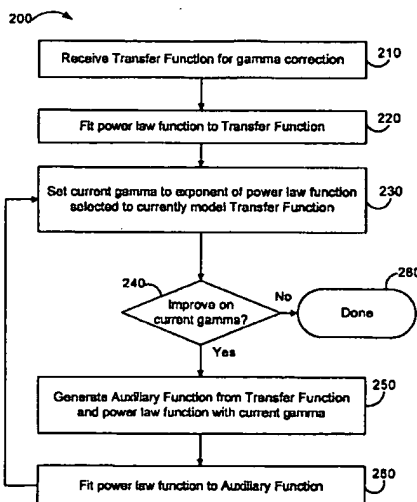 200
210
Receive Transfer Function for gamma correction
220
Fit power law function to Transfer Function
230
Set current gamma to exponent of power law function
selected to currently model Transfer Function
240
Improve on
current gamma?
No
280
Done
Yes
250
Generate Auxiliary Function from Transfer Function
and power law function with current gamma
260
Fit power law function to Auxiliary Function